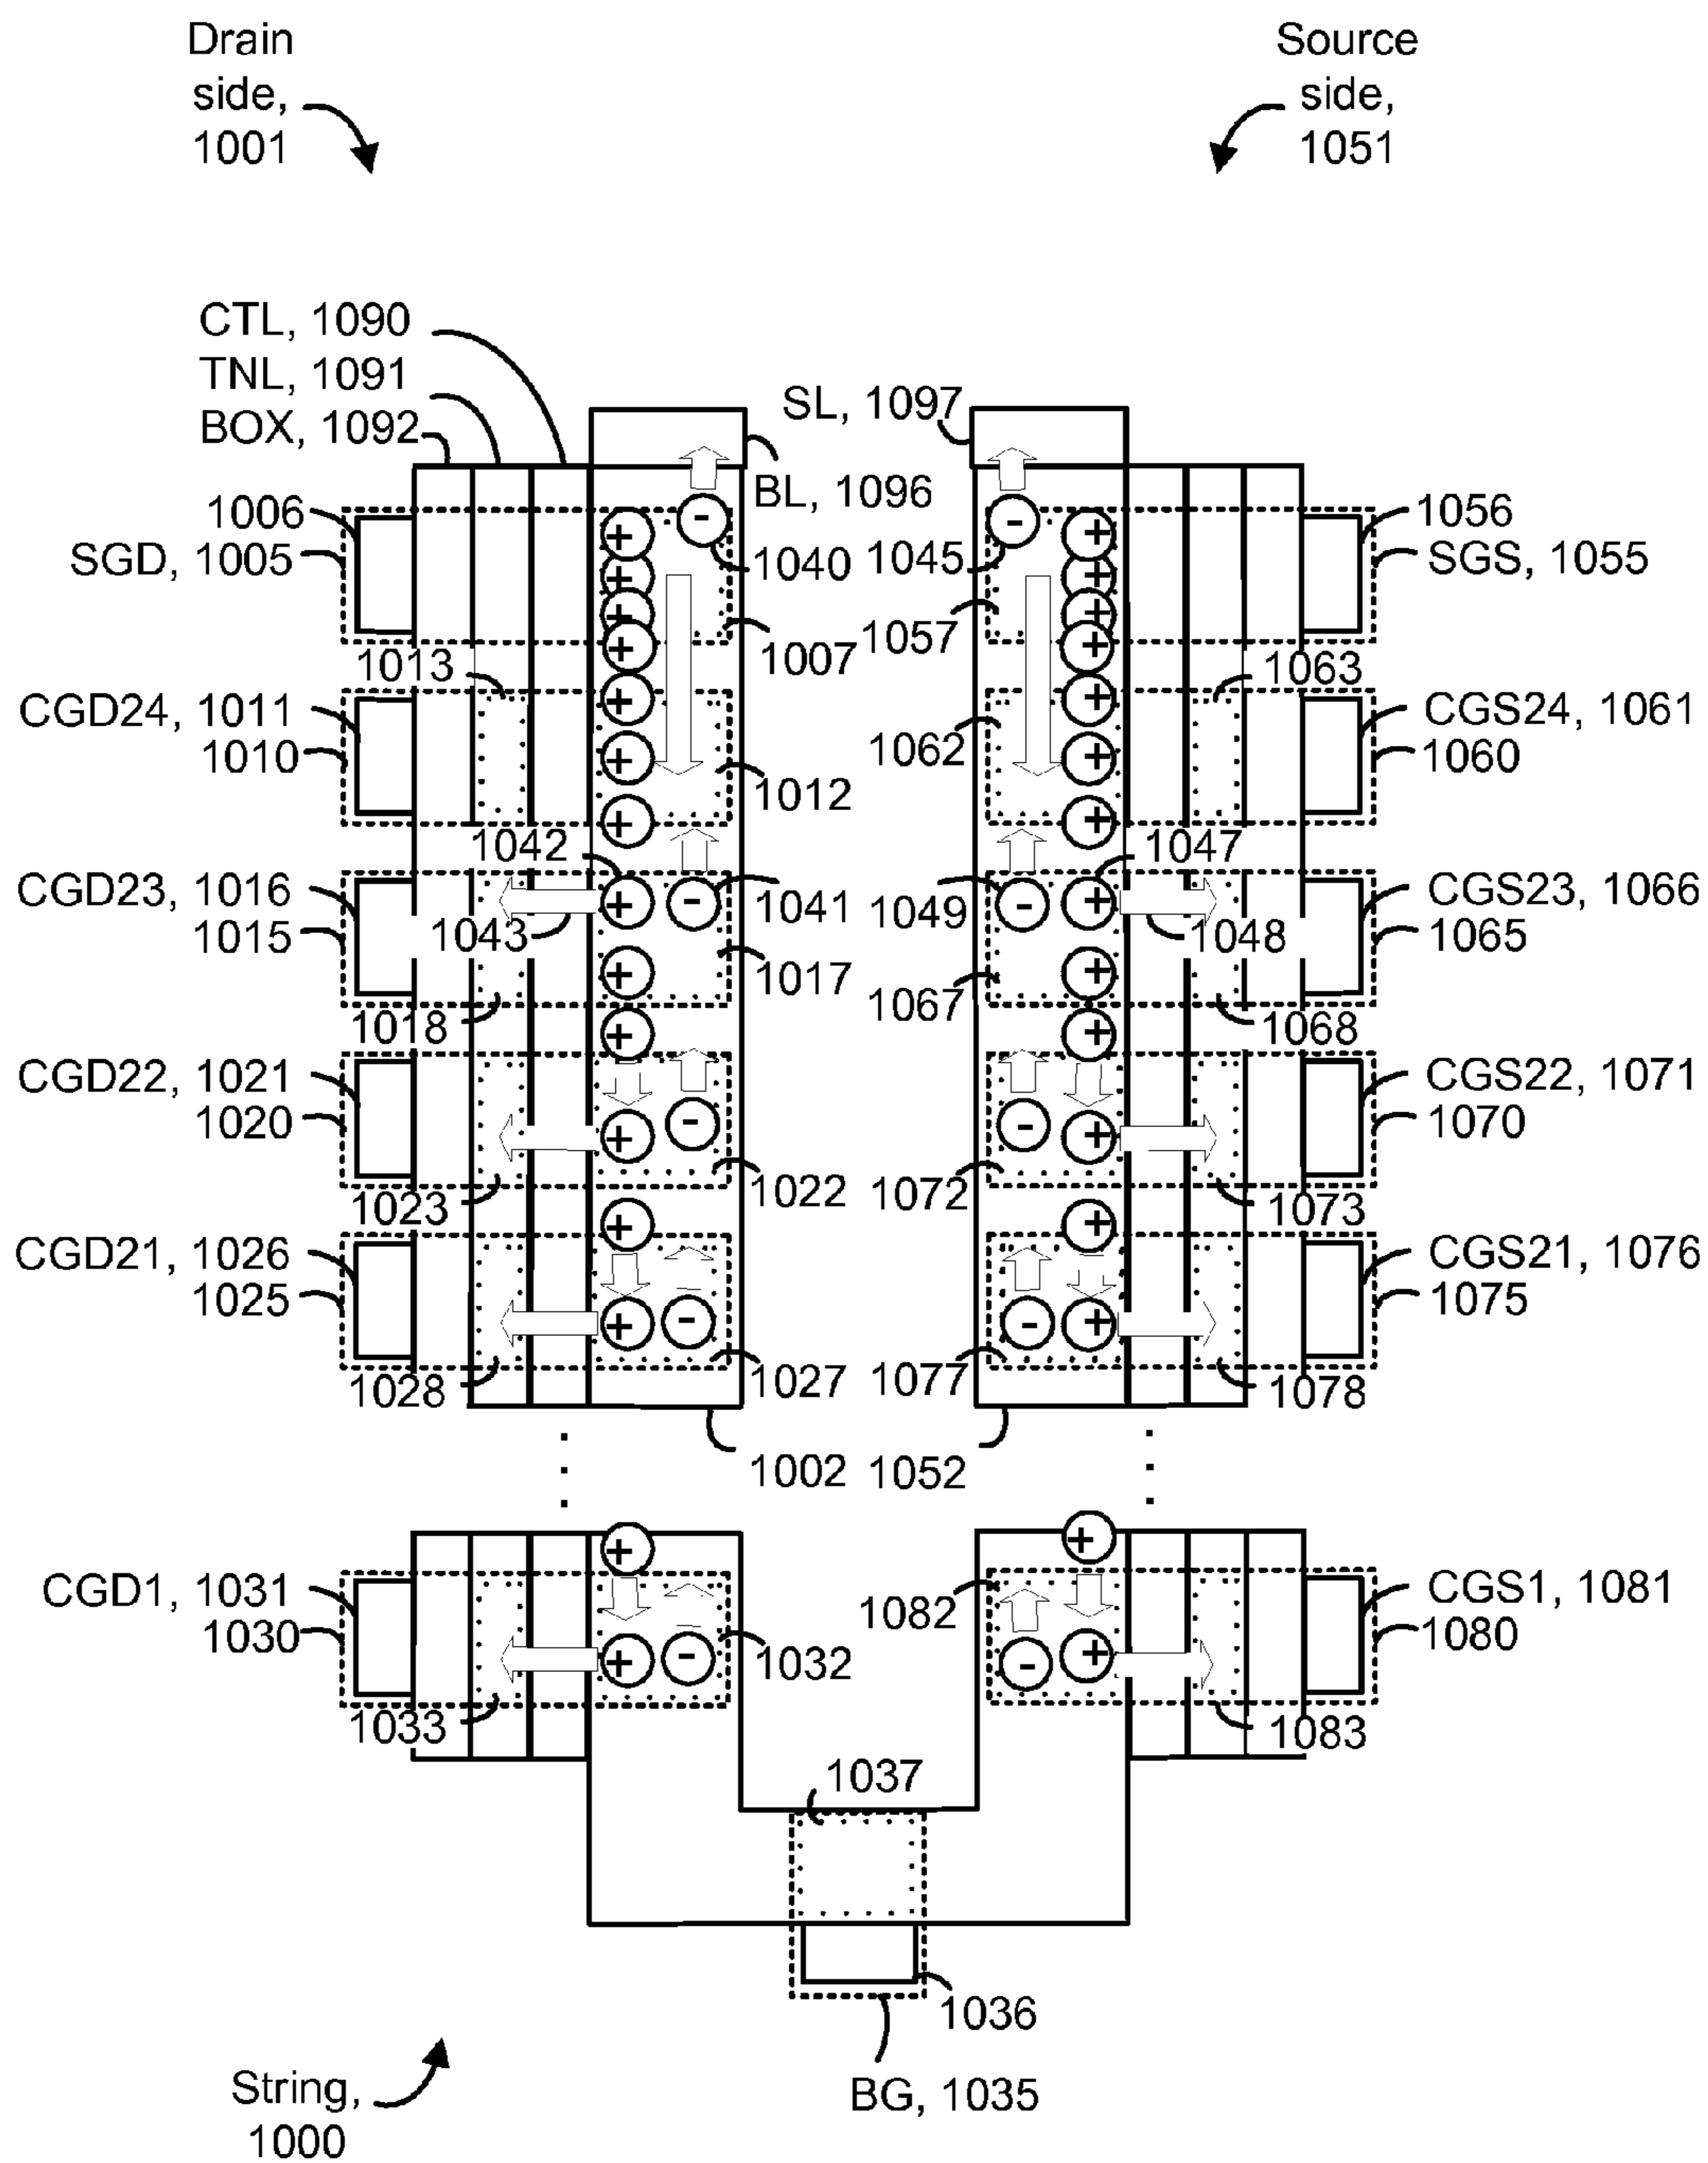 Drain
side,
1001
Source
side,
1051
CTL, 1090
TNL, 1091
BOX, 1092
SL, 1097
BL, 1096
1006
SGD, 1005
1040
1045
1056
SGS, 1055
1007
1057
1013
1063
CGD24, 1011
1010
1012
1062
CGS24, 1061
1060
1042
1047
CGD23, 1016
1015
1043
1041
1049
1048
CGS23, 1066
1065
1017
1067
1018
1068
CGD22, 1021
1020
CGS22, 1071
1070
1023
1022
1072
1073
CGD21, 1026
1025
CGS21, 1076
1075
1028
1027
1077
1078
1002
1052
CGD1, 1031
1030
1032
1082
CGS1, 1081
1080
1033
1083
1037
1036
BG, 1035
String,
1000